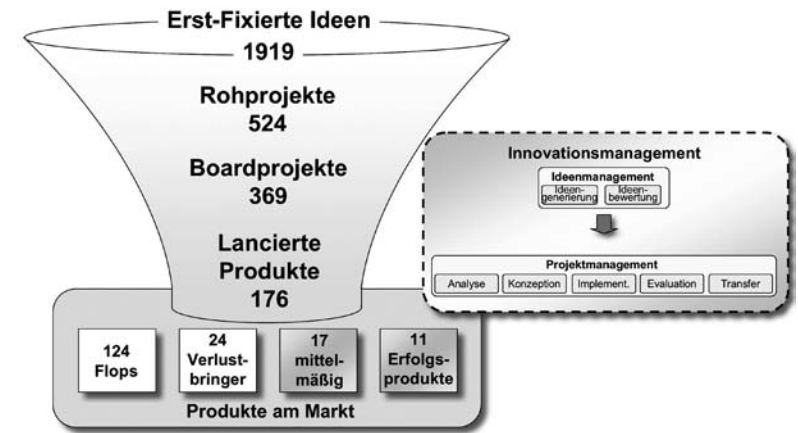 Erst-Fixierte Ideen
1919
Rohprojekte
524
Boardprojekte
369
Lancierte
Produkte
176
124
Flops
24
Verlust-
bringer
17
mittel-
mäßig
11
Erfolgs-
produkte
Produkte am Markt
Innovationsmanagement
Ideenmanagement
Ideen-
generierung
Ideen-
bewertung
Projektmanagement
Analyse
Konzeption
Implement.
Evaluation
Transfer